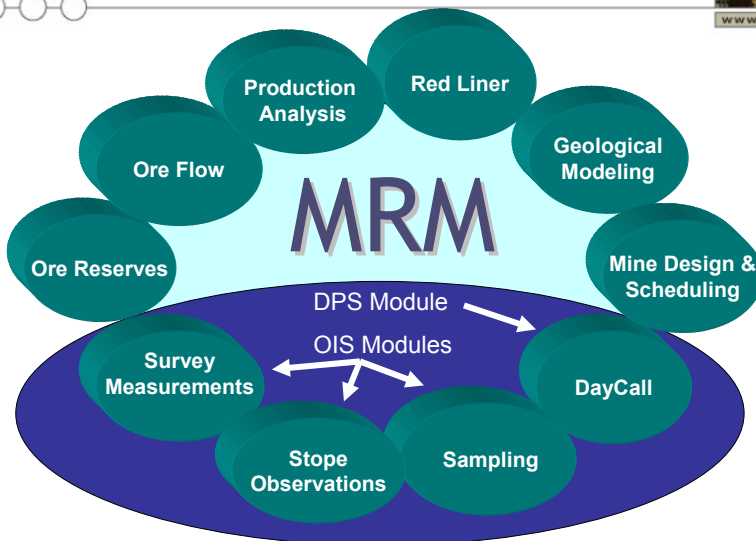 www
Production
Analysis
Red Liner
Ore Flow
Geological
Modeling
MRM
Ore Reserves
Mine Design &
Scheduling
DPS Module
OIS Modules
Survey
Measurements
DayCall
Stope
Observations
Sampling